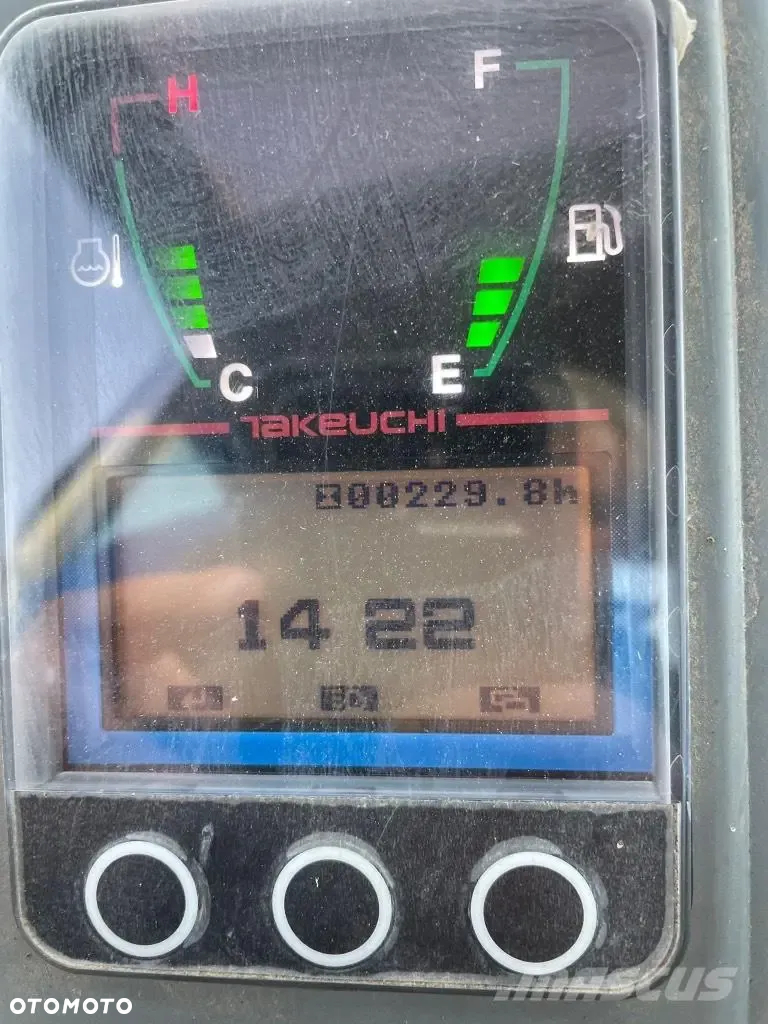 H
F
C
E
TAKEUCHI
00229.8h
14 22
OTOMOTO
MASCUS